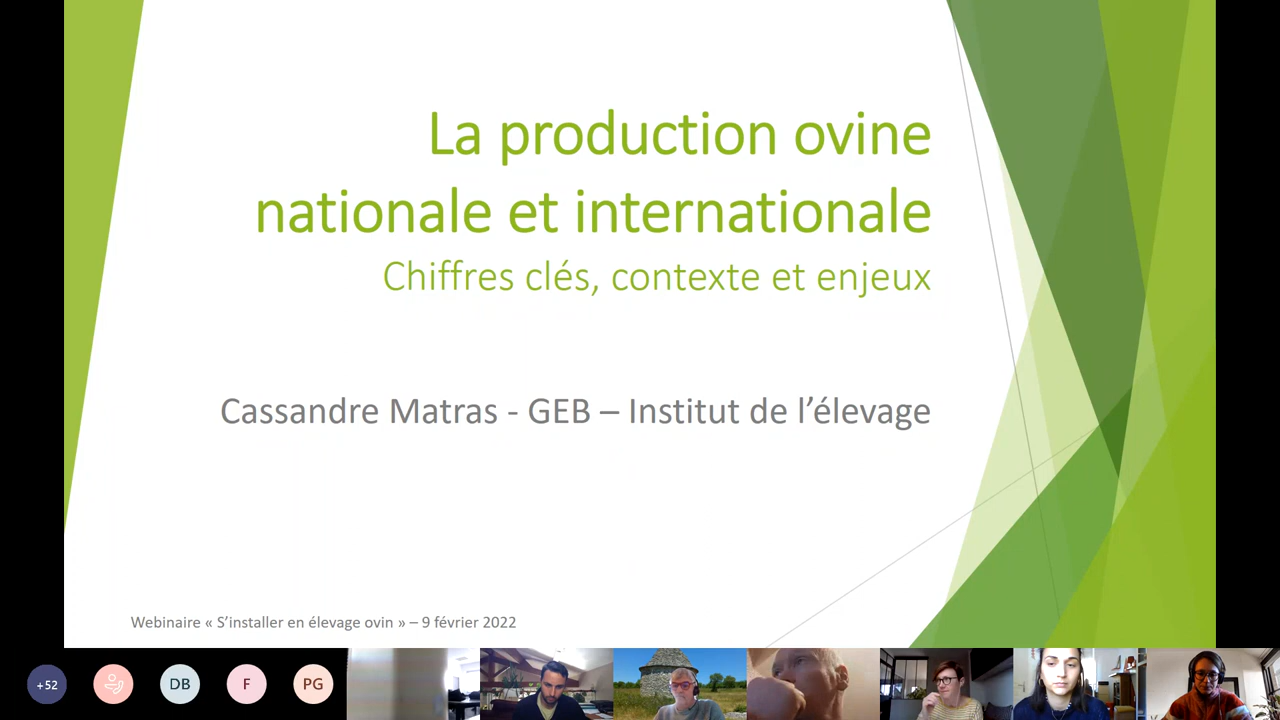 La production ovine
nationale et internationale
Chiffres clés, contexte et enjeux
Cassandre Matras - GEB – Institut de l’élevage
Webinaire « S’installer en élevage ovin » – 9 février 2022
+52
DB
F
PG